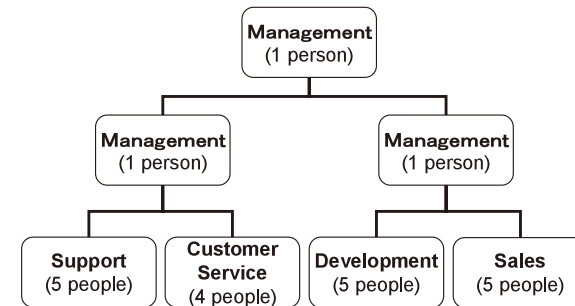 Management
(1 person)
Management
(1 person)
Management
(1 person)
Support
(5 people)
Customer
Service
(4 people)
Development
(5 people)
Sales
(5 people)